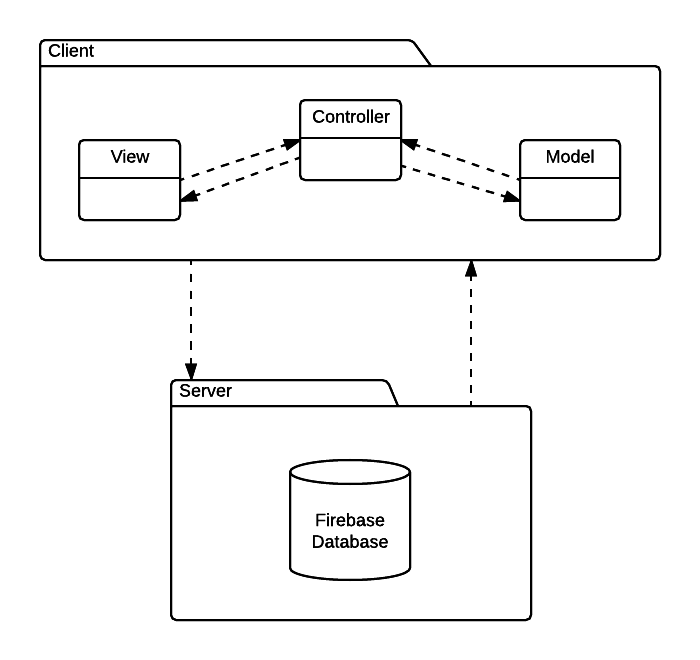 Client
Controller
View
Model
Server
Firebase
Database